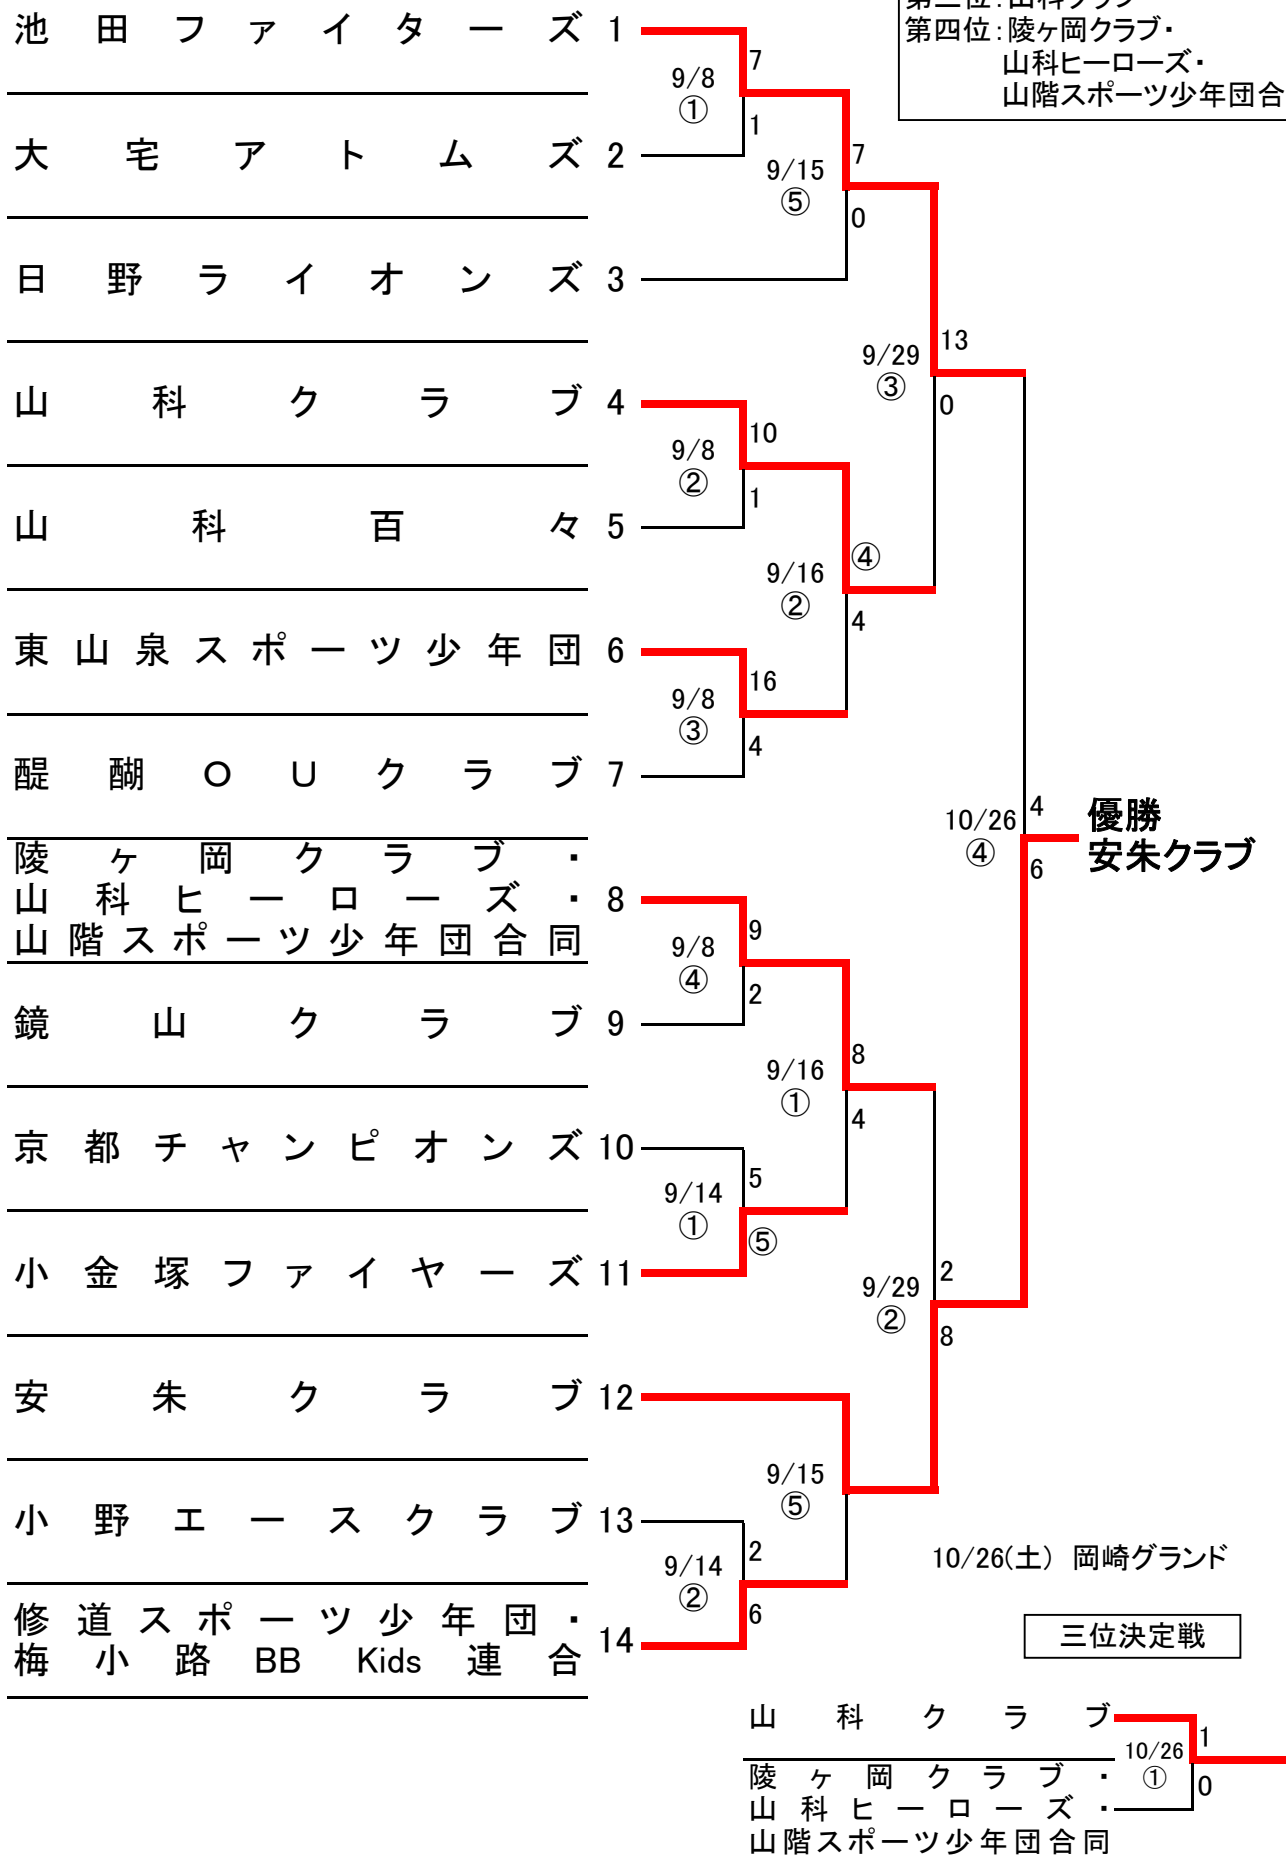 第四位:陵ヶ岡クラブ・
山科ヒーローズ・
山階スポーツ少年団合
池田ファイターズ 1
7
9/8
①
1
大宅アトムズ 2
7
9/15
⑤
0
日野ライオンズ 3
13
9/29
③
0
山科クラブ 4
10
9/8
②
1
山科百々 5
④
9/16
②
4
東山泉スポーツ少年団 6
16
9/8
③
4
醍醐OUクラブ 7
4
10/26
④
6
優勝
安朱クラブ
陵ヶ岡クラブ・
山科ヒーローズ・ 8
山階スポーツ少年団合同
9
9/8
④
2
鏡山クラブ 9
8
9/16
①
4
京都チャンピオンズ 10
5
9/14
①
⑤
小金塚ファイヤーズ 11
2
9/29
②
8
安朱クラブ 12
9/15
⑤
小野エースクラブ 13
2
9/14
②
6
修道スポーツ少年団・
梅小路BB Kids連合 14
10/26(土) 岡崎グランド
三位決定戦
山科クラブ
1
10/26
①
0
陵ヶ岡クラブ・
山科ヒーローズ・
山階スポーツ少年団合同